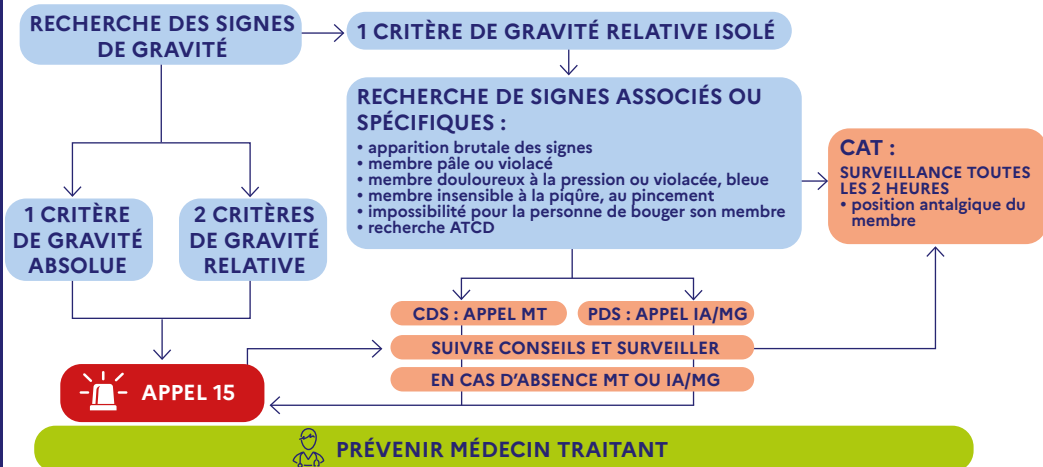 RECHERCHE DES SIGNES
DE GRAVITÉ
1 CRITÈRE DE GRAVITÉ RELATIVE ISOLÉ
RECHERCHE DE SIGNES ASSOCIÉS OU
SPÉCIFIQUES :
• apparition brutale des signes
• membre pâle ou violacé
• membre douloureux à la pression ou violacée, bleue
• membre insensible à la piqûre, au pincement
• impossibilité pour la personne de bouger son membre
• recherche ATCD
CAT :
SURVEILLANCE TOUTES
LES 2 HEURES
• position antalgique du
membre
1 CRITÈRE
DE GRAVITÉ
ABSOLUE
2 CRITÈRES
DE GRAVITÉ
RELATIVE
CDS : APPEL MT
PDS : APPEL IA/MG
SUIVRE CONSEILS ET SURVEILLER
EN CAS D'ABSENCE MT OU IA/MG
APPEL 15
PRÉVENIR MÉDECIN TRAITANT